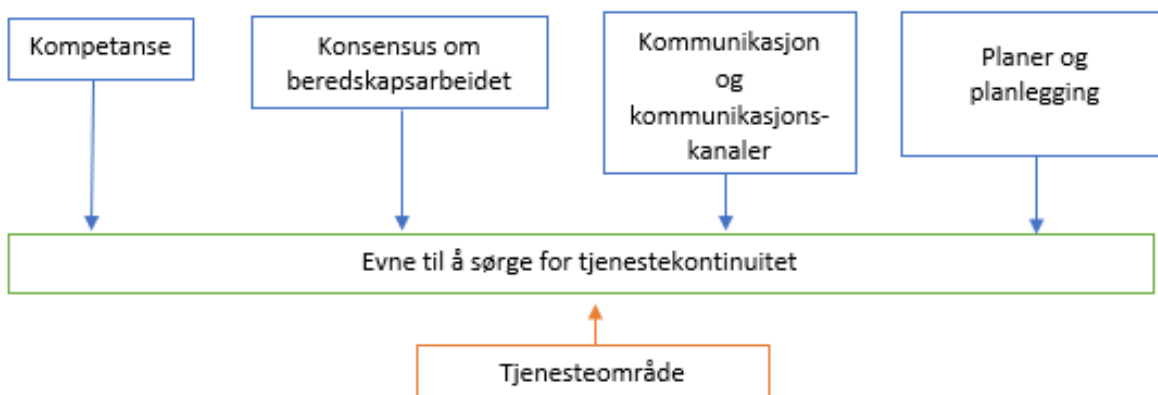 Kompetanse
Konsensus om
beredskapsarbeidet
Kommunikasjon
og
kommunikasjons-
kanaler
Planer og
planlegging
Evne til å sørge for tjenestekontinuitet
Tjenesteområde